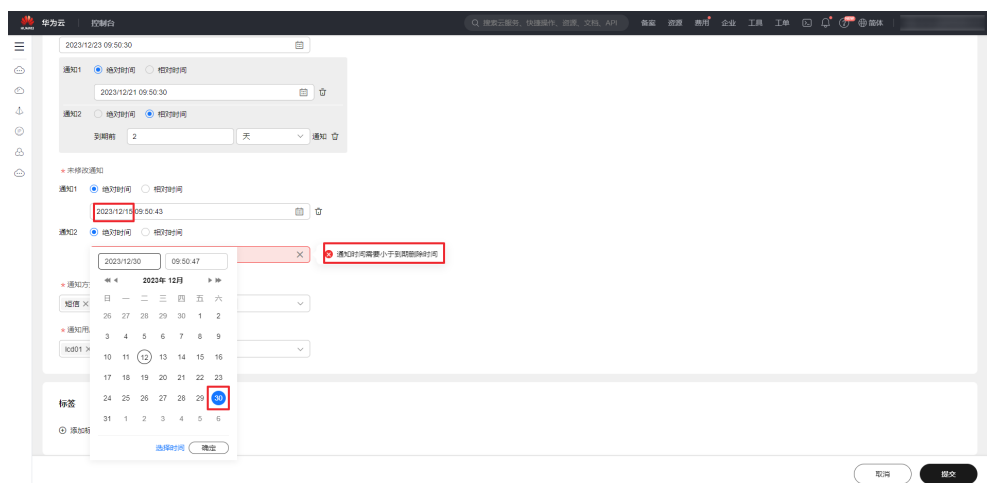 HUAWEI 华为云 控制台 搜索云服务、快捷操作、资源、文档、API 备案 资源 费用 企业 工具 工单 简体
2023/12/23 09:50:30
通知1 绝对时间 相对时间
2023/12/21 09:50:30
通知2 绝对时间 相对时间
到期前 2 天 通知
* 未修改通知
通知1 绝对时间 相对时间
2023/12/15 09:50:43
通知2 绝对时间 相对时间
通知时间需要小于到期删除时间
2023/12/30 09:50:47
* 通知方
2023年 12月
短信
日 一 二 三 四 五 六
26 27 28 29 30 1 2
* 通知用
3 4 5 6 7 8 9
lcd01
10 11 12 13 14 15 16
17 18 19 20 21 22 23
标签
24 25 26 27 28 29 30
31 1 2 3 4 5 6
添加标
选择时间 确定
取消 提交